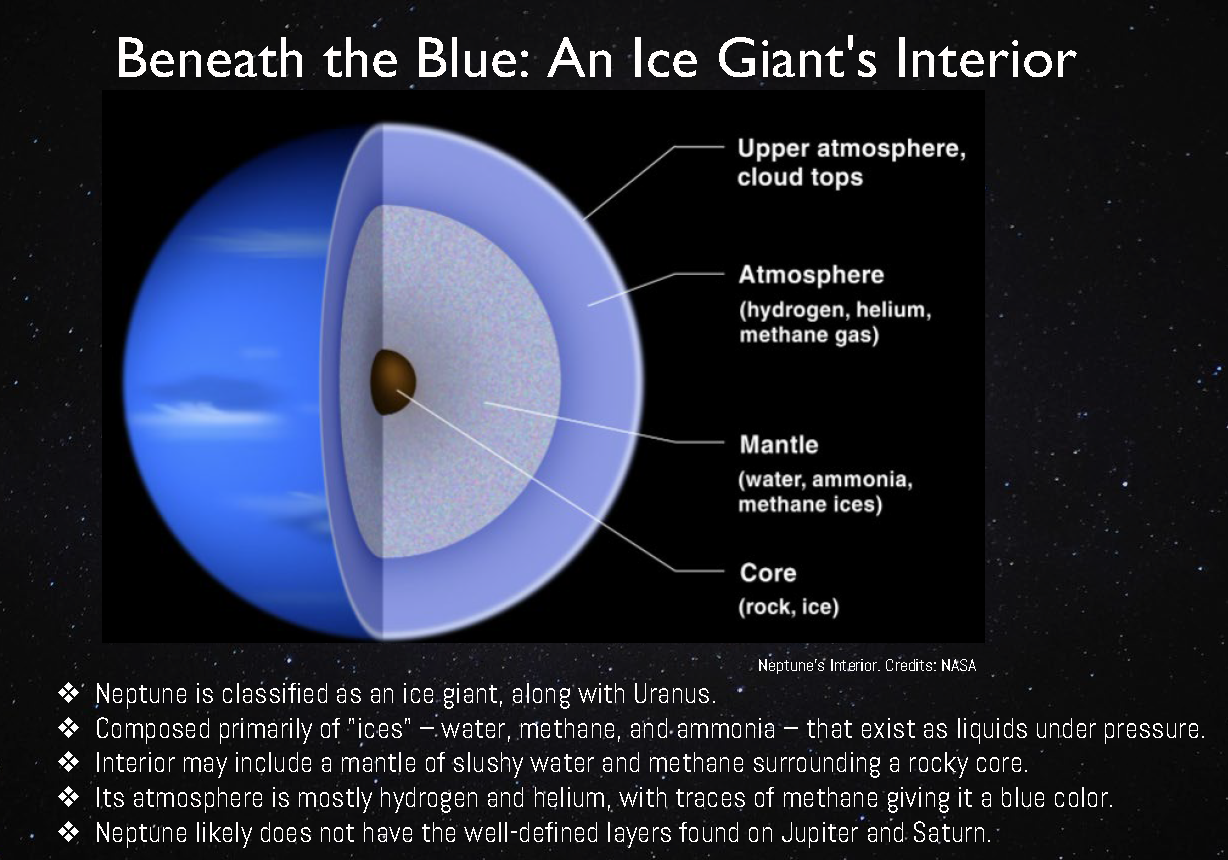 Beneath the Blue: An Ice Giant's Interior
Upper atmosphere,
cloud tops
Atmosphere
(hydrogen, helium,
methane gas)
Mantle
(water, ammonia,
methane ices)
Core
(rock, ice)
Neptune's Interior. Credits: NASA
❖ Neptune is classified as an ice giant, along with Uranus.
❖ Composed primarily of "ices" – water, methane, and ammonia – that exist as liquids under pressure.
❖ Interior may include a mantle of slushy water and methane surrounding a rocky core.
❖ Its atmosphere is mostly hydrogen and helium, with traces of methane giving it a blue color.
❖ Neptune likely does not have the well-defined layers found on Jupiter and Saturn.